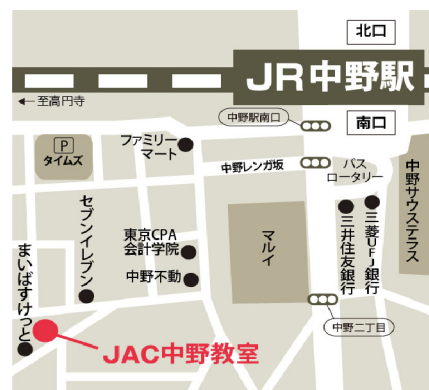 北口
JR中野駅
←至高円寺
中野駅南口
南口
ファミリー
マート
P
タイムズ
中野レンガ坂
バス
ロータリー
中野サウステラス
セブンイレブン
東京CPA
会計学院
中野不動
マルイ
三井住友銀行
三菱UFJ銀行
まいばすけっと
中野二丁目
JAC中野教室